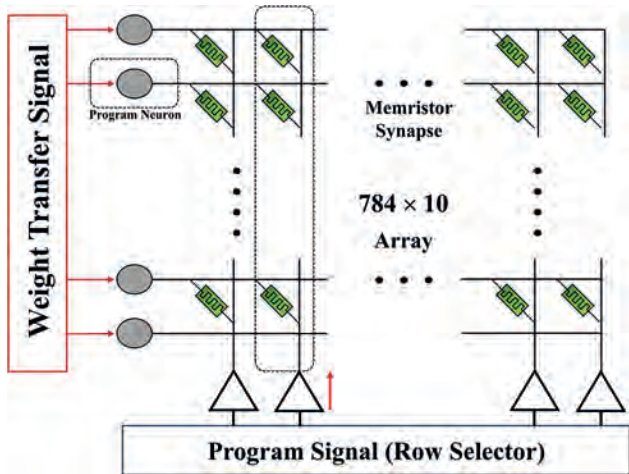 Weight Transfer Signal
Program Neuron
Memristor
Synapse
784 × 10
Array
Program Signal (Row Selector)